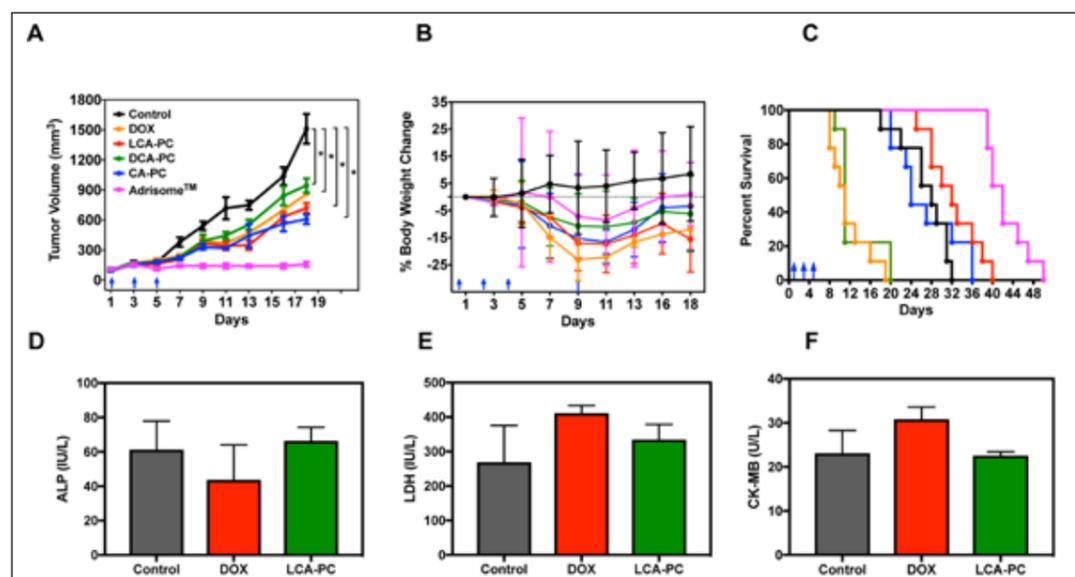 A
B
C
Tumor Volume (mm³)
1800
1500
1200
900
600
300
0
Control
DOX
LCA-PC
DCA-PC
CA-PC
Adrisome™
* * * *
1 3 5 7 9 11 13 15 17 19
Days
% Body Weight Change
35
25
15
5
-5
-15
-25
1 3 5 7 9 11 13 16 18
Days
Percent Survival
100
80
60
40
20
0
0 4 8 12 16 20 24 28 32 36 40 44 48
Days
D
E
F
ALP (IU/L)
100
80
60
40
20
0
Control DOX LCA-PC
LDH (IU/L)
500
400
300
200
100
0
Control DOX LCA-PC
CK-MB (U/L)
40
30
20
10
0
Control DOX LCA-PC